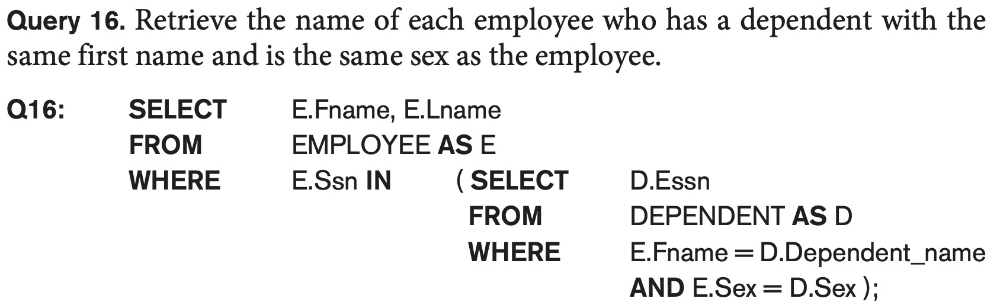 Query 16. Retrieve the name of each employee who has a dependent with the
same first name and is the same sex as the employee.
Q16: SELECT E.Fname, E.Lname
FROM EMPLOYEE AS E
WHERE E.Ssn IN ( SELECT D.Essn
FROM DEPENDENT AS D
WHERE E.Fname = D.Dependent_name
AND E.Sex = D.Sex );